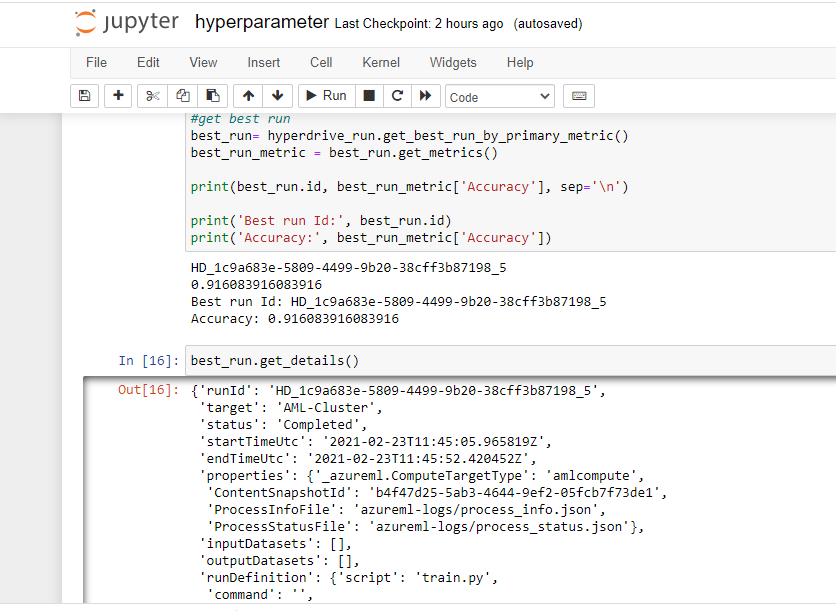 jupyter hyperparameter Last Checkpoint: 2 hours ago (autosaved)
File Edit View Insert Cell Kernel Widgets Help
Run Code
#get best run
best_run= hyperdrive_run.get_best_run_by_primary_metric()
best_run_metric = best_run.get_metrics()
print(best_run.id, best_run_metric['Accuracy'], sep='\n')
print('Best run Id:', best_run.id)
print('Accuracy:', best_run_metric['Accuracy'])
HD_1c9a683e-5809-4499-9b20-38cff3b87198_5
0.916083916083916
Best run Id: HD_1c9a683e-5809-4499-9b20-38cff3b87198_5
Accuracy: 0.916083916083916
In [16]: best_run.get_details()
Out[16]: {'runId': 'HD_1c9a683e-5809-4499-9b20-38cff3b87198_5',
'target': 'AML-Cluster',
'status': 'Completed',
'startTimeUtc': '2021-02-23T11:45:05.965819Z',
'endTimeUtc': '2021-02-23T11:45:52.420452Z',
'properties': {'_azureml.ComputeTargetType': 'amlcompute',
'ContentSnapshotId': 'b4f47d25-5ab3-4644-9ef2-05fcb7f73de1',
'ProcessInfoFile': 'azureml-logs/process_info.json',
'ProcessStatusFile': 'azureml-logs/process_status.json'},
'inputDatasets': [],
'outputDatasets': [],
'runDefinition': {'script': 'train.py',
'command': '',